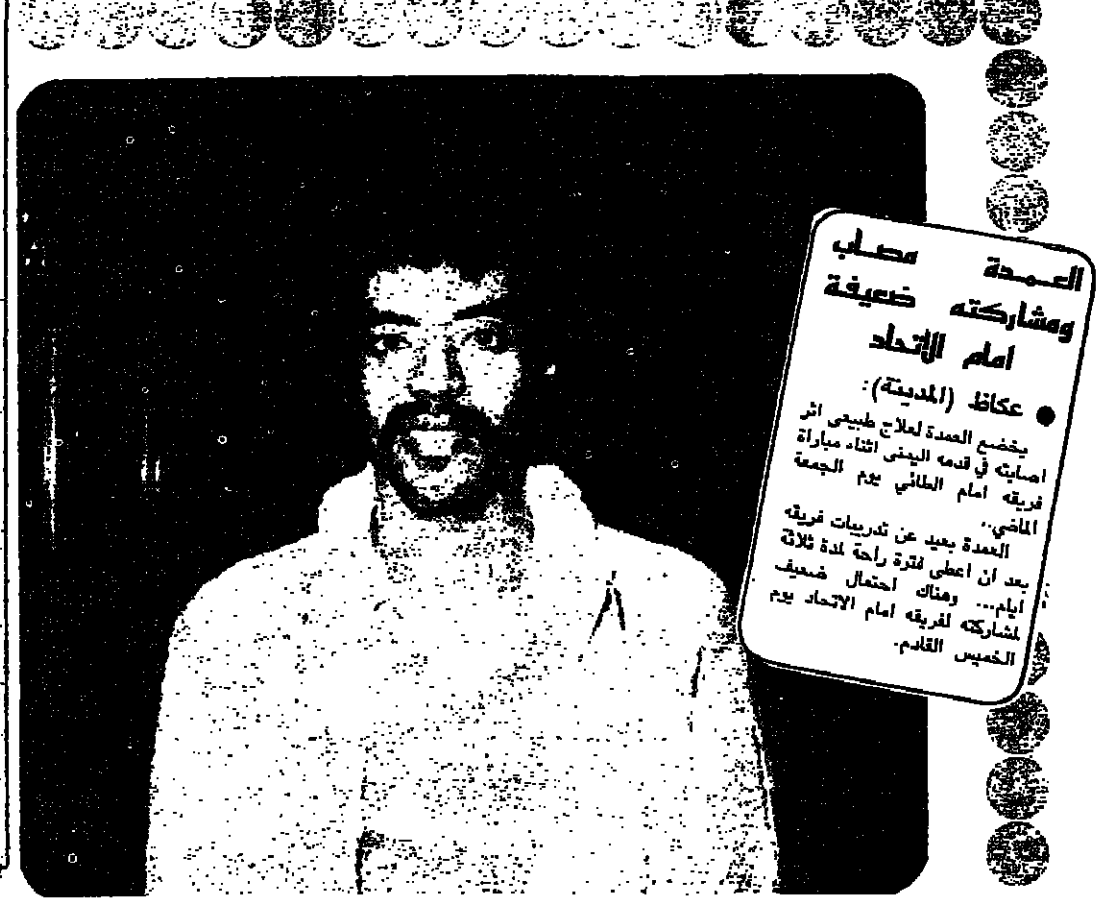 العمدة مصاب
ومشاركته ضعيفة
امام الإتحاد
● عكاظ (المدينة):
يخضع العمدة لعلاج طبيعى اثر
اصابته في قدمه اليمنى اثناء مباراة
فريقه امام الطائي يوم الجمعة
الماضي..
العمدة بعيد عن تدريبات فريقه
بعد ان اعطى فترة راحة لمدة ثلاثة
ايام... وهناك احتمال ضعيف
لمشاركته لفريقه امام الاتحاد يوم
الخميس القادم.